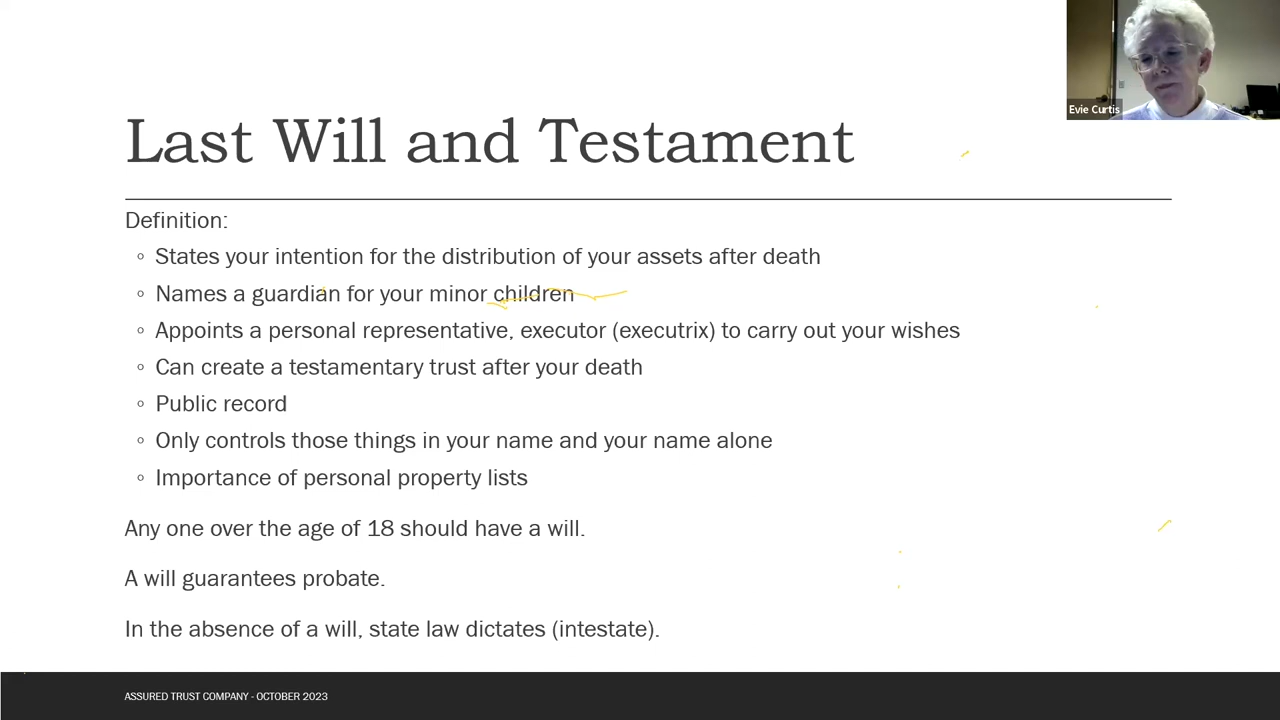 Evie Curtis
Last Will and Testament
Definition:
◦ States your intention for the distribution of your assets after death
◦ Names a guardian for your minor children
◦ Appoints a personal representative, executor (executrix) to carry out your wishes
◦ Can create a testamentary trust after your death
◦ Public record
◦ Only controls those things in your name and your name alone
◦ Importance of personal property lists
Any one over the age of 18 should have a will.
A will guarantees probate.
In the absence of a will, state law dictates (intestate).
ASSURED TRUST COMPANY - OCTOBER 2023